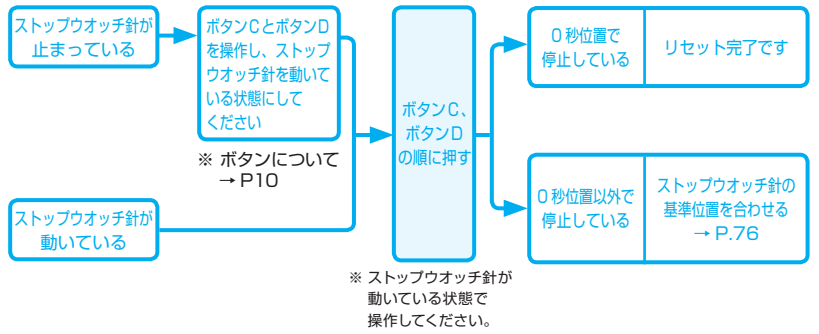 ストップウオッチ針が
止まっている
ボタンCとボタンD
を操作し、ストップ
ウオッチ針を動いて
いる状態にして
ください
※ ボタンについて
→ P10
ストップウオッチ針が
動いている
ボタンC、
ボタンD
の順に押す
※ ストップウオッチ針が
動いている状態で
操作してください。
0秒位置で
停止している
リセット完了です
0秒位置以外で
停止している
ストップウオッチ針の
基準位置を合わせる
→ P.76